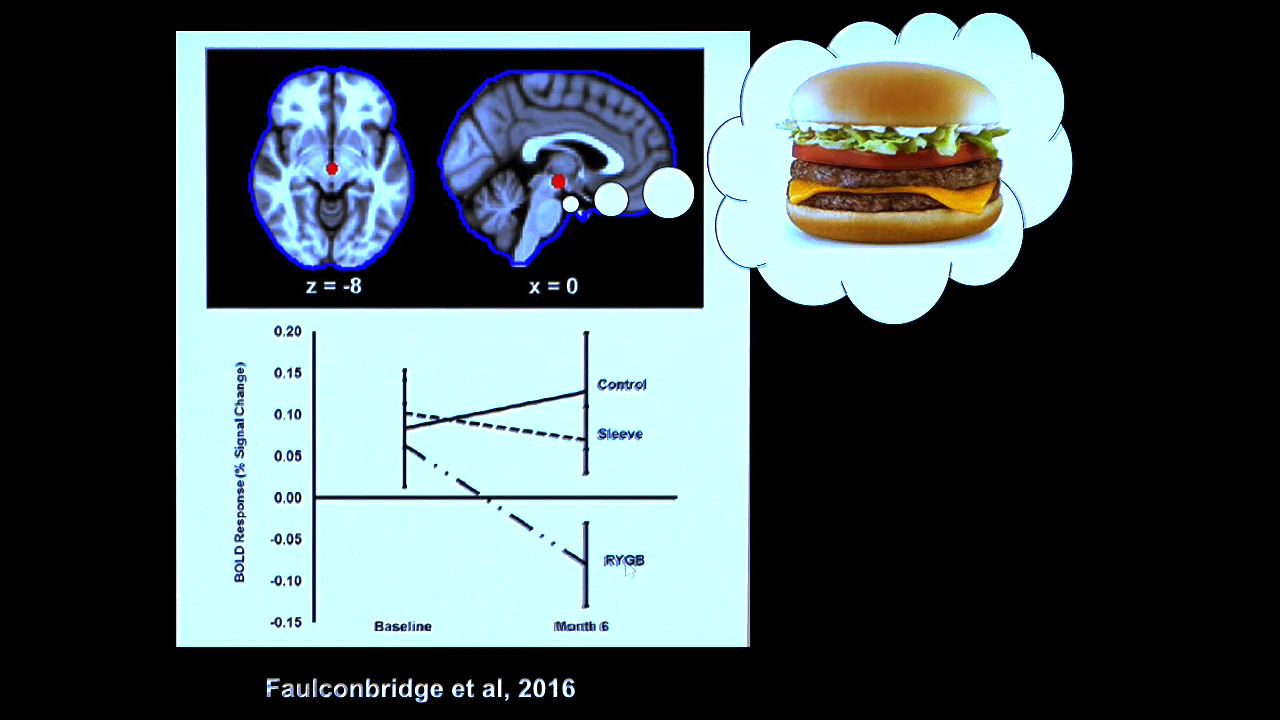 z = -8
x = 0
BOLD Response (% Signal Change)
0.20
0.15
0.10
0.05
0.00
-0.05
-0.10
-0.15
Control
Sleeve
RYGB
Baseline
Month 6
Faulconbridge et al, 2016